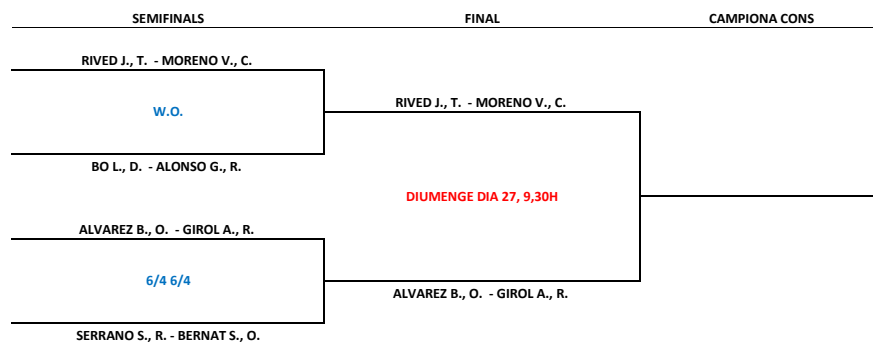 SEMIFINALS FINAL CAMPIONA CONS
RIVED J., T. - MORENO V., C.
W.O.
RIVED J., T. - MORENO V., C.
BO L., D. - ALONSO G., R.
DIUMENGE DIA 27, 9,30H
ALVAREZ B., O. - GIROL A., R.
6/4 6/4
ALVAREZ B., O. - GIROL A., R.
SERRANO S., R. - BERNAT S., O.